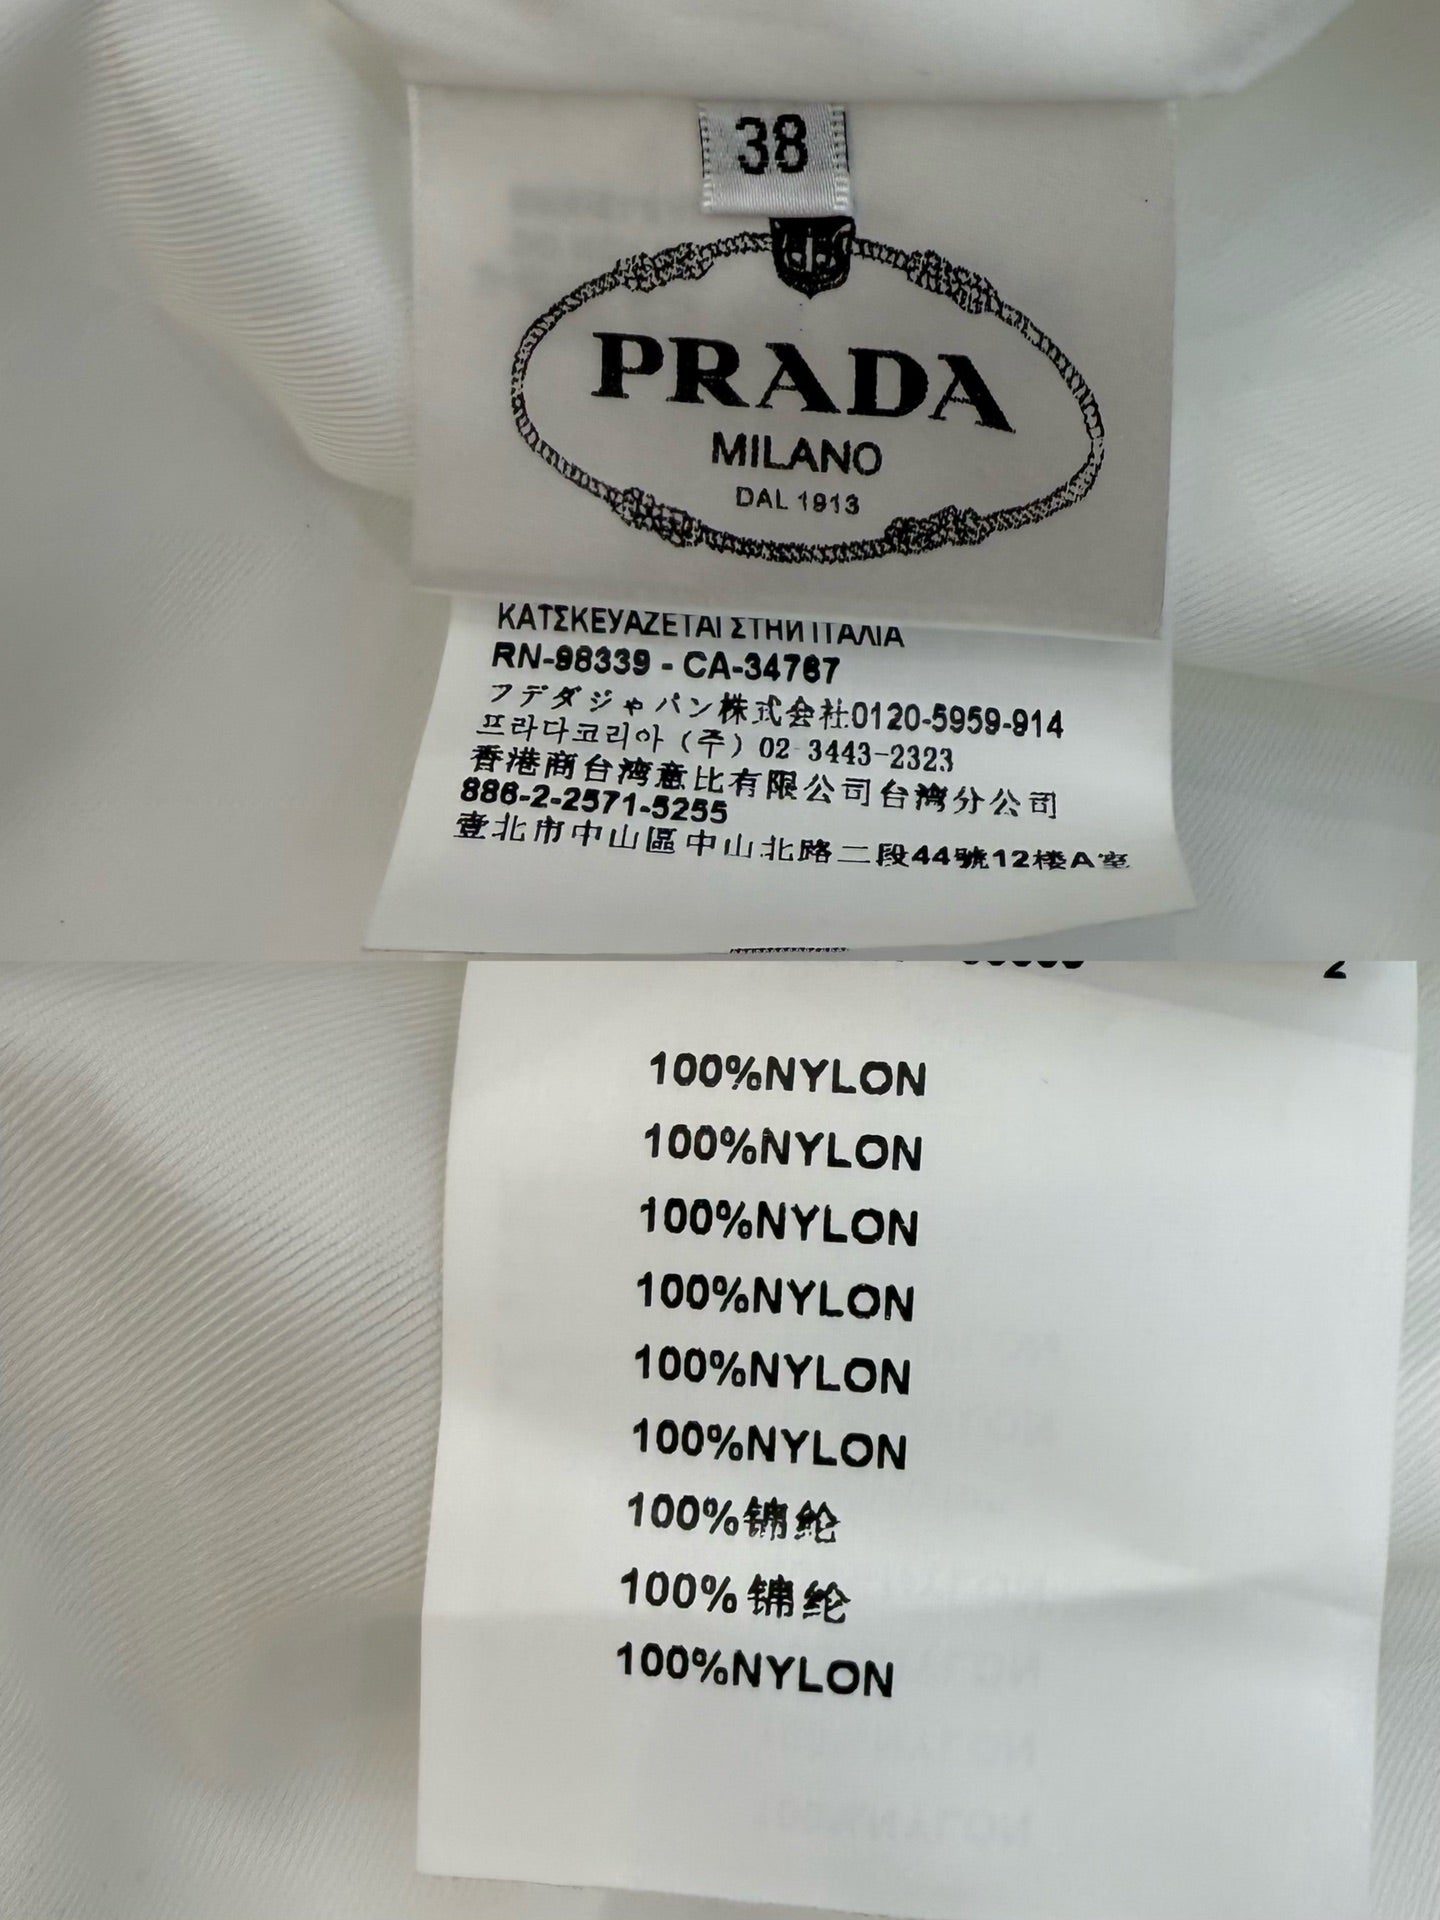 38
PRADA
MILANO
DAL 1913
ΚΑΤΣΚΕΥΑΖΕΤΑΙ ΣΤΗΝ ΙΤΑΛΙΑ
RN-98339 - CA-34767
フデダジャパン株式会社0120-5959-914
프라다코리아 (주) 02-3443-2323
香港商台湾意比有限公司台湾分公司
886-2-2571-5255
壹北市中山區中山北路二段44號12楼A室
2
100%NYLON
100%NYLON
100%NYLON
100%NYLON
100%NYLON
100%NYLON
100%锦纶
100%锦纶
100%NYLON